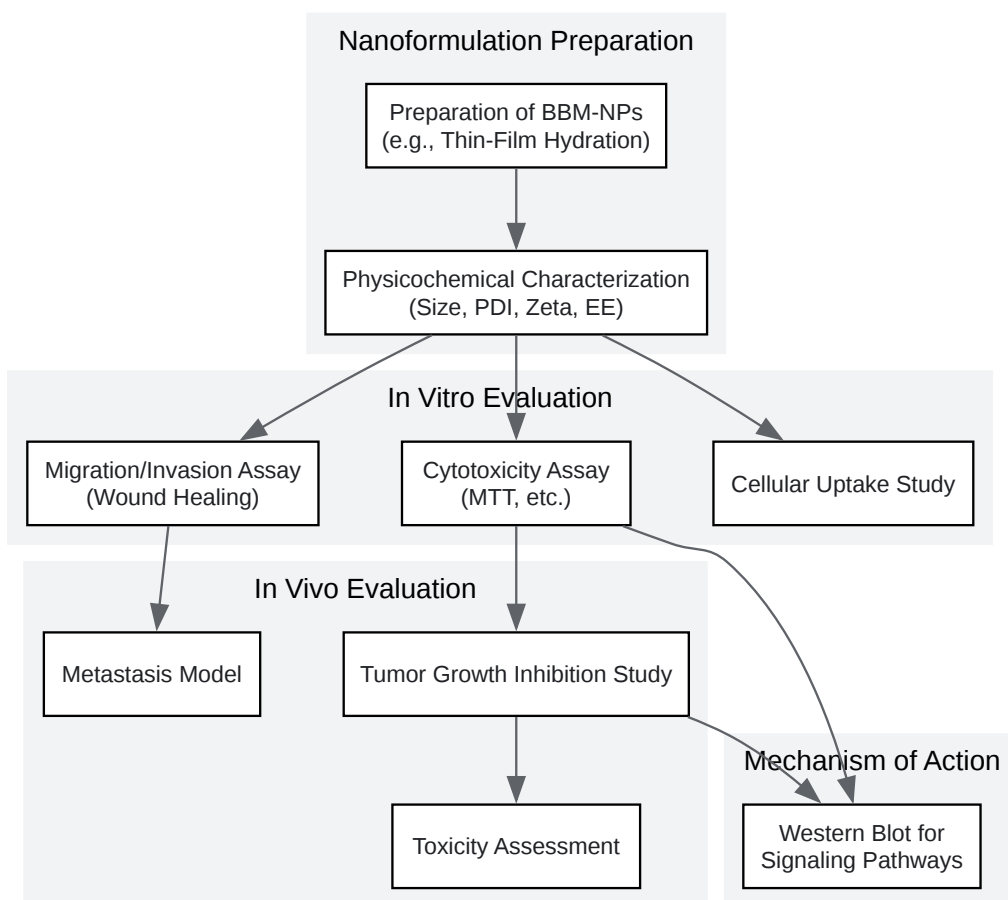 Nanoformulation Preparation
Preparation of BBM-NPs
(e.g., Thin-Film Hydration)
Physicochemical Characterization
(Size, PDI, Zeta, EE)
In Vitro Evaluation
Migration/Invasion Assay
(Wound Healing)
Cytotoxicity Assay
(MTT, etc.)
Cellular Uptake Study
In Vivo Evaluation
Metastasis Model
Tumor Growth Inhibition Study
Toxicity Assessment
Mechanism of Action
Western Blot for
Signaling Pathways